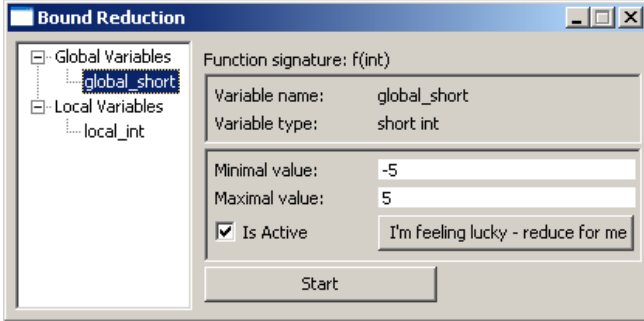 Bound Reduction
Global Variables
global_short
Local Variables
local_int
Function signature: f(int)
Variable name: global_short
Variable type: short int
Minimal value: -5
Maximal value: 5
Is Active I'm feeling lucky - reduce for me
Start